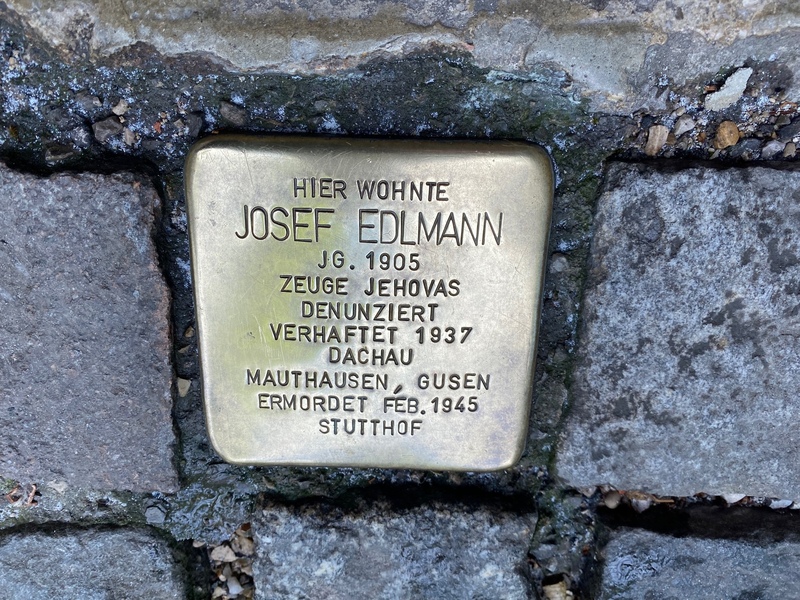 HIER WOHNTE
JOSEF EDLMANN
JG. 1905
ZEUGE JEHOVAS
DENUNZIERT
VERHAFTET 1937
DACHAU
MAUTHAUSEN, GUSEN
ERMORDET FEB. 1945
STUTTHOF